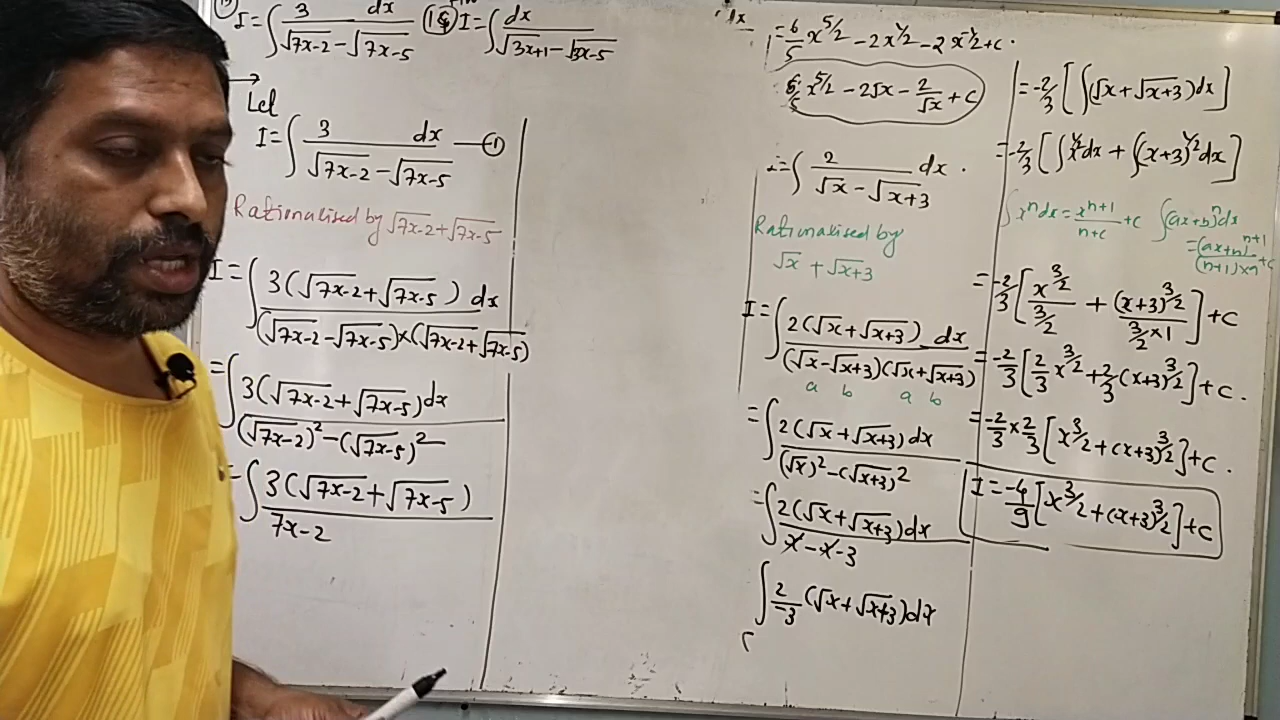 I=∫ 3 dx / √7x-2 - √7x-5
I=∫ dx / √3x+1 - √3x-5
→ Let
I=∫ 3 dx / √7x-2 - √7x-5 —①
Rationalised by √7x-2 + √7x-5
I=∫ 3(√7x-2+√7x-5) dx / (√7x-2-√7x-5)×(√7x-2+√7x-5)
=∫ 3(√7x-2+√7x-5)dx / (√7x-2)² - (√7x-5)²
=∫ 3(√7x-2+√7x-5) / 7x-2
dx
= 6/5 x^5/2 - 2x^1/2 - 2x^-1/2 + c.
6/5 x^5/2 - 2√x - 2/√x + c
∫ 2 / √x - √x+3 dx.
Rationalised by
√x + √x+3
I=∫ 2(√x+√x+3) dx / (√x-√x+3)(√x+√x+3)
a b a b
=∫ 2(√x+√x+3)dx / (√x)²-(√x+3)²
=∫ 2(√x+√x+3)dx / x-x-3
∫ 2/-3 (√x+√x+3)dx
= -2/3 [∫(√x+√x+3)dx]
= -2/3 [∫x^1/2 dx + ∫(x+3)^1/2 dx]
∫x^n dx = x^n+1 / n+c + c ∫(ax+b)^n dx
= (ax+n)^n+1 / (n+1)×n + c
= -2/3 [x^3/2 / 3/2 + (x+3)^3/2 / 3/2×1] + c
= -2/3 [2/3 x^3/2 + 2/3 (x+3)^3/2] + c.
= -2/3 × 2/3 [x^3/2 + (x+3)^3/2] + c.
I = -4/9 [x^3/2 + (x+3)^3/2] + c